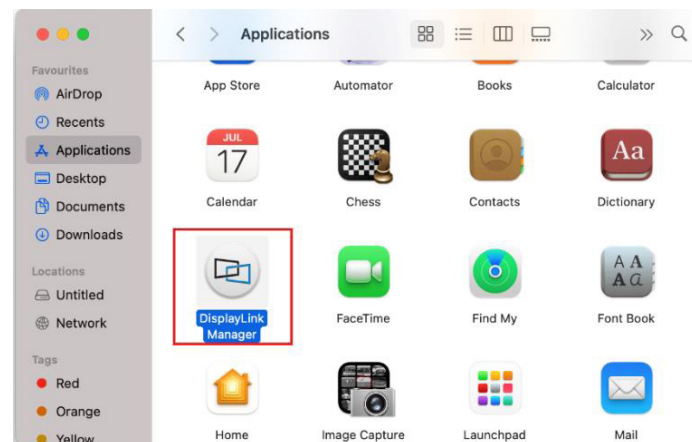 Applications
Favourites
AirDrop
Recents
Applications
Desktop
Documents
Downloads
Locations
Untitled
Network
Tags
Red
Orange
Yellow
App Store Automator Books Calculator
JUL
17
Aa
Calendar Chess Contacts Dictionary
A A
A a
DisplayLink FaceTime Find My Font Book
Manager
Home Image Capture Launchpad Mail